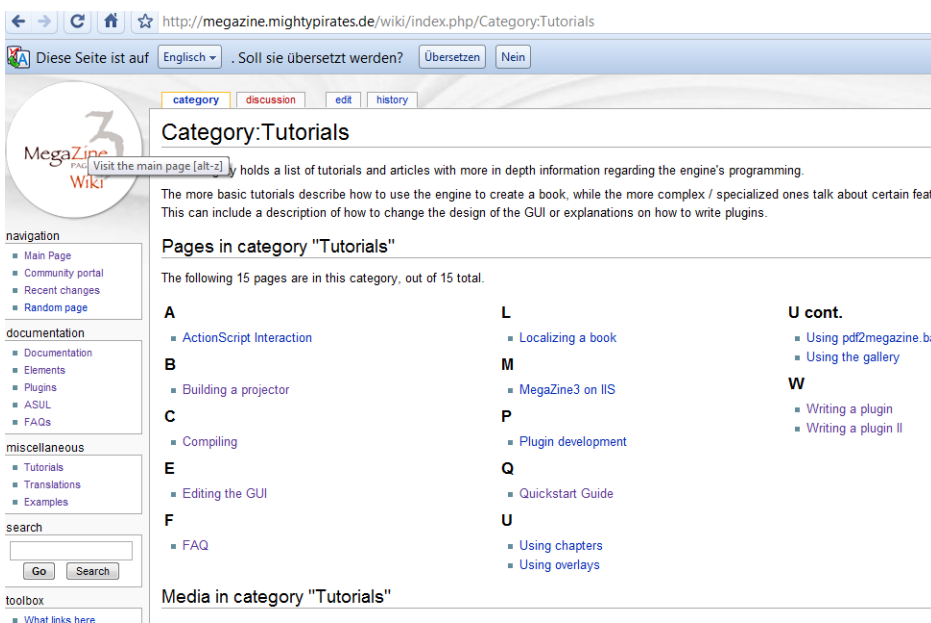 http://megazine.mightypirates.de/wiki/index.php/Category:Tutorials
Diese Seite ist auf Englisch . Soll sie übersetzt werden? Übersetzen Nein
category discussion edit history
MegaZine 3
Wiki
Visit the main page [alt-z]
Category:Tutorials
y holds a list of tutorials and articles with more in depth information regarding the engine's programming.
The more basic tutorials describe how to use the engine to create a book, while the more complex / specialized ones talk about certain feat
This can include a description of how to change the design of the GUI or explanations on how to write plugins.
navigation
Main Page
Community portal
Recent changes
Random page
documentation
Documentation
Elements
Plugins
ASUL
FAQs
miscellaneous
Tutorials
Translations
Examples
search
Go Search
toolbox
What links here
Pages in category "Tutorials"
The following 15 pages are in this category, out of 15 total.
A
ActionScript Interaction
B
Building a projector
C
Compiling
E
Editing the GUI
F
FAQ
L
Localizing a book
M
MegaZine3 on IIS
P
Plugin development
Q
Quickstart Guide
U
Using chapters
Using overlays
U cont.
Using pdf2megazine.ba
Using the gallery
W
Writing a plugin
Writing a plugin II
Media in category "Tutorials"